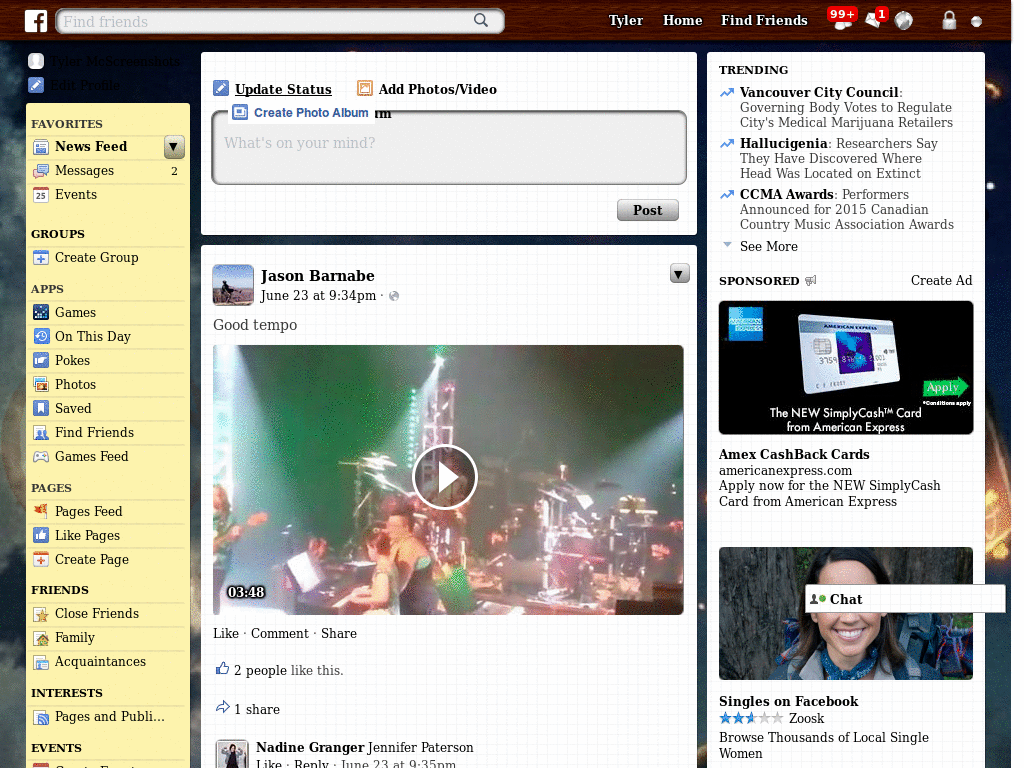 Find friends
Tyler
Home
Find Friends
99+
1
Tyler McScreenshots
Edit Profile
FAVORITES
News Feed
Messages
2
25
Events
GROUPS
Create Group
APPS
Games
On This Day
Pokes
Photos
Saved
Find Friends
Games Feed
PAGES
Pages Feed
Like Pages
Create Page
FRIENDS
Close Friends
Family
Acquaintances
INTERESTS
Pages and Publi...
EVENTS
Update Status
Add Photos/Video
Create Photo Album
What's on your mind?
Post
Jason Barnabe
June 23 at 9:34pm ·
Good tempo
03:48
Like · Comment · Share
2 people like this.
1 share
Nadine Granger Jennifer Paterson
Like · Reply · June 23 at 9:35pm
TRENDING
Vancouver City Council:
Governing Body Votes to Regulate
City's Medical Marijuana Retailers
Hallucigenia: Researchers Say
They Have Discovered Where
Head Was Located on Extinct
CCMA Awards: Performers
Announced for 2015 Canadian
Country Music Association Awards
See More
SPONSORED
Create Ad
AMERICAN EXPRESS
Apply
*Conditions apply
The NEW SimplyCash™ Card
from American Express
Amex CashBack Cards
americanexpress.com
Apply now for the NEW SimplyCash
Card from American Express
Chat
Singles on Facebook
Zoosk
Browse Thousands of Local Single
Women